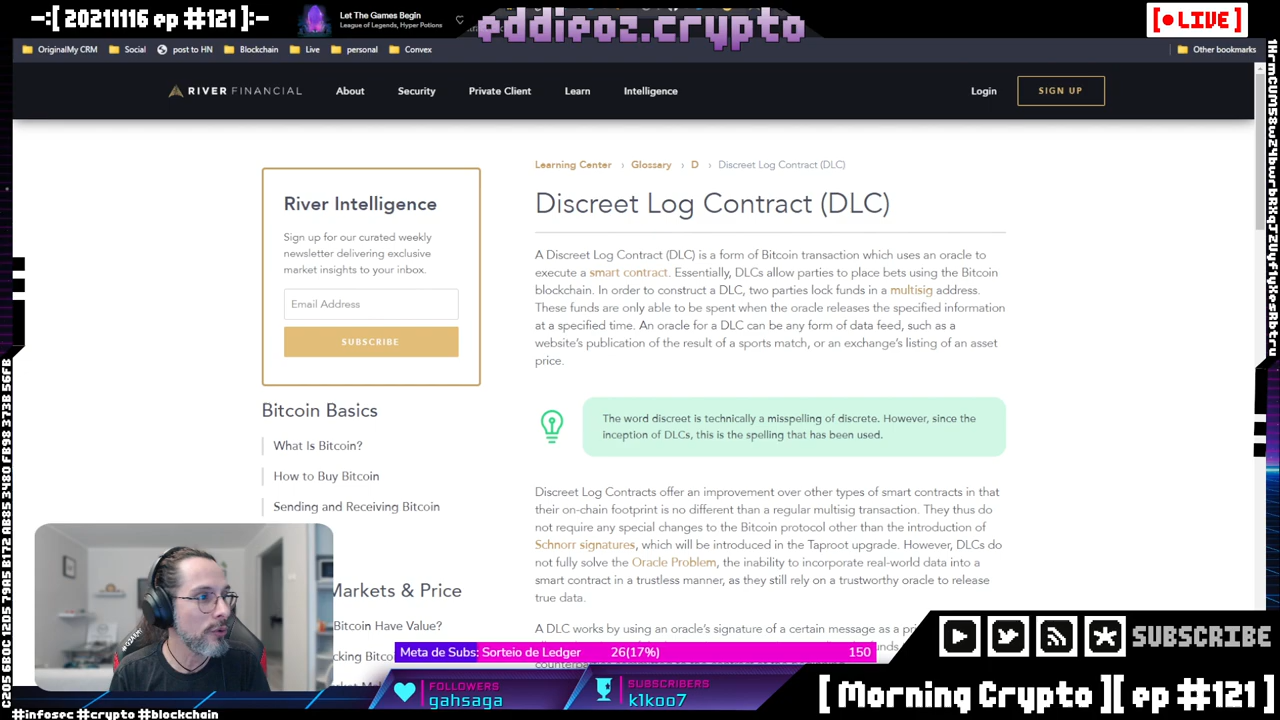 -:[ 20211116 ep #121 ]:-
Let The Games Begin
League of Legends, Hyper Potions
eddieoz.crypto
[ • LIVE ]
OriginalMy CRM
Social
post to HN
Blockchain
Live
personal
Convex
Other bookmarks
RIVER FINANCIAL
About
Security
Private Client
Learn
Intelligence
Login
SIGN UP
Learning Center › Glossary › D › Discreet Log Contract (DLC)
River Intelligence
Sign up for our curated weekly
newsletter delivering exclusive
market insights to your inbox.
Email Address
SUBSCRIBE
Bitcoin Basics
What Is Bitcoin?
How to Buy Bitcoin
Sending and Receiving Bitcoin
Markets & Price
Bitcoin Have Value?
Discreet Log Contract (DLC)
A Discreet Log Contract (DLC) is a form of Bitcoin transaction which uses an oracle to
execute a smart contract. Essentially, DLCs allow parties to place bets using the Bitcoin
blockchain. In order to construct a DLC, two parties lock funds in a multisig address.
These funds are only able to be spent when the oracle releases the specified information
at a specified time. An oracle for a DLC can be any form of data feed, such as a
website's publication of the result of a sports match, or an exchange's listing of an asset
price.
The word discreet is technically a misspelling of discrete. However, since the
inception of DLCs, this is the spelling that has been used.
Discreet Log Contracts offer an improvement over other types of smart contracts in that
their on-chain footprint is no different than a regular multisig transaction. They thus do
not require any special changes to the Bitcoin protocol other than the introduction of
Schnorr signatures, which will be introduced in the Taproot upgrade. However, DLCs do
not fully solve the Oracle Problem, the inability to incorporate real-world data into a
smart contract in a trustless manner, as they still rely on a trustworthy oracle to release
true data.
A DLC works by using an oracle's signature of a certain message as a pri
Meta de Subs: Sorteio de Ledger 26(17%) 150
FOLLOWERS
gahsaga
SUBSCRIBERS
k1koo7
SUBSCRIBE
[ Morning Crypto ][ ep #121 ]
#infosec #crypto #blockchain